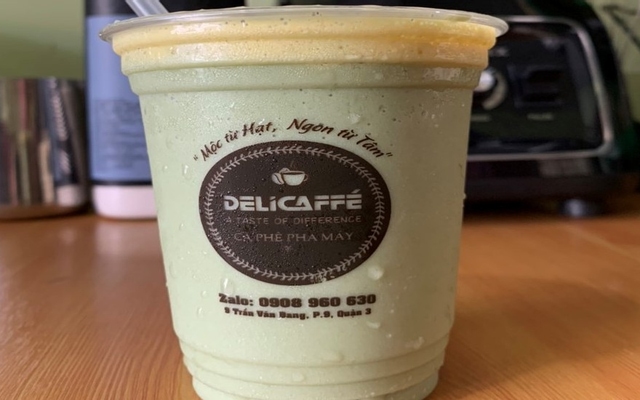 "Mộc từ Hạt, Ngon từ Tâm"
DELiCAFFÉ
A TASTE OF DIFFERENCE
CÀ PHÊ PHA MÁY
Zalo: 0908 960 630
9 Trần Văn Đang, P.9, Quận 3